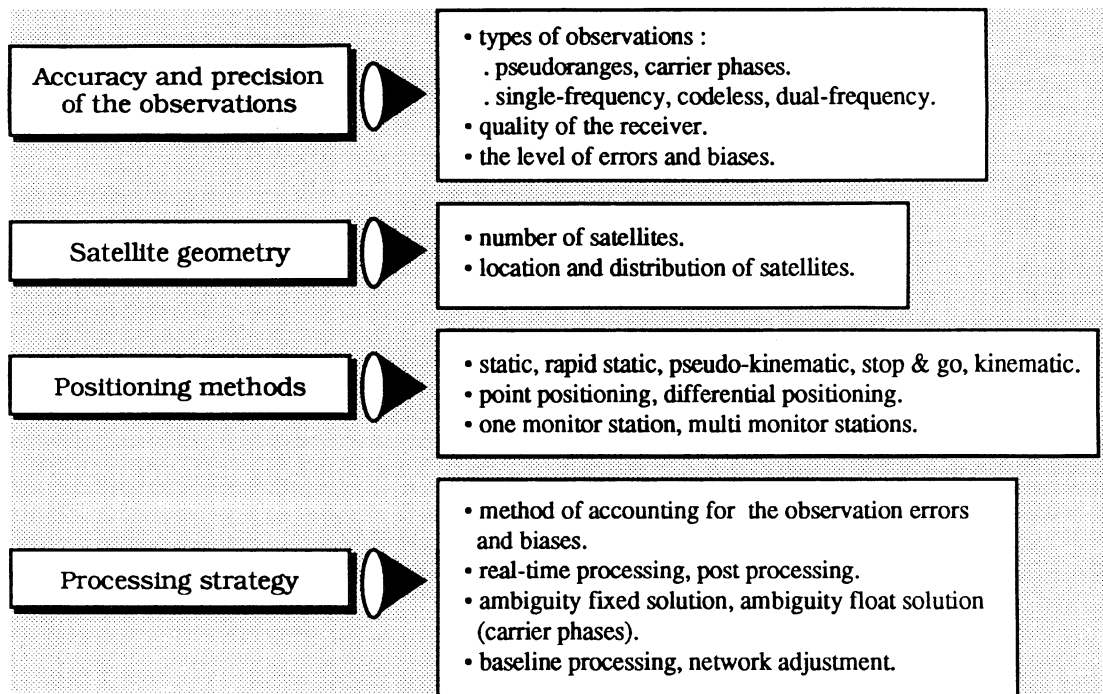 Accuracy and precision
of the observations
• types of observations :
. pseudoranges, carrier phases.
. single-frequency, codeless, dual-frequency.
• quality of the receiver.
• the level of errors and biases.
Satellite geometry
• number of satellites.
• location and distribution of satellites.
Positioning methods
• static, rapid static, pseudo-kinematic, stop & go, kinematic.
• point positioning, differential positioning.
• one monitor station, multi monitor stations.
Processing strategy
• method of accounting for the observation errors
and biases.
• real-time processing, post processing.
• ambiguity fixed solution, ambiguity float solution
(carrier phases).
• baseline processing, network adjustment.